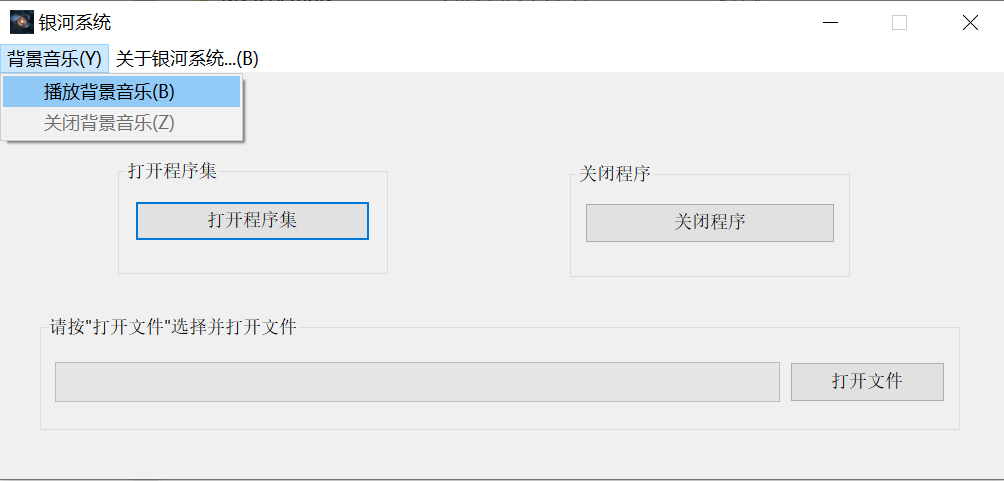 银河系统
背景音乐(Y) 关于银河系统...(B)
播放背景音乐(B)
关闭背景音乐(Z)
打开程序集
关闭程序
打开程序集
关闭程序
请按"打开文件"选择并打开文件
打开文件